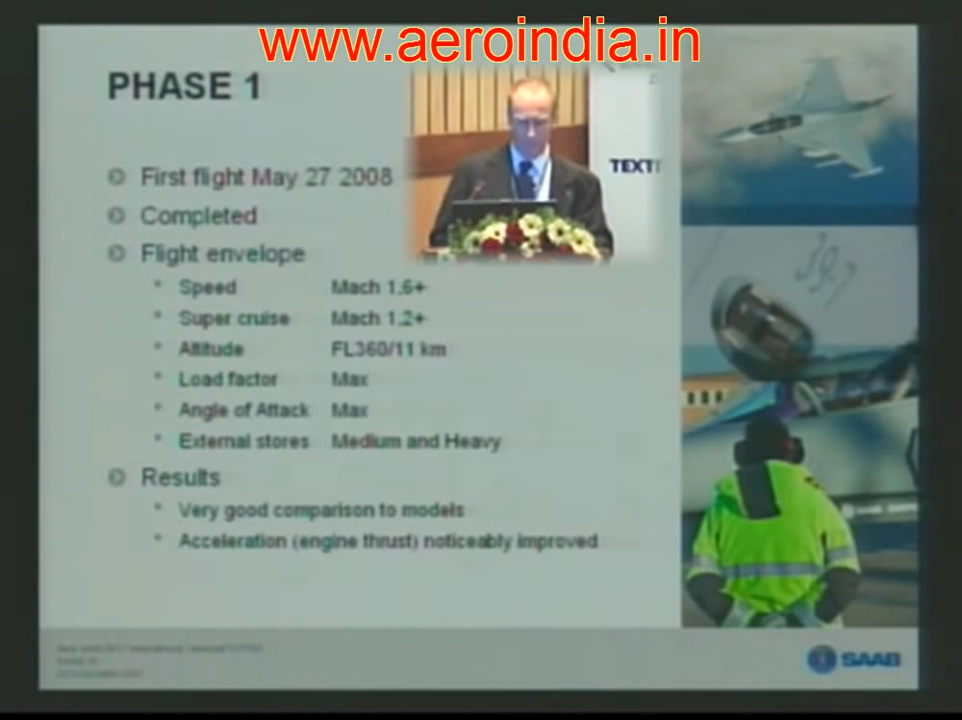 www.aeroindia.in
PHASE 1
First flight May 27 2008
Completed
Flight envelope
Speed Mach 1,6+
Super cruise Mach 1,2+
Altitude FL360/11 km
Load factor Max
Angle of Attack Max
External stores Medium and Heavy
Results
Very good comparison to models
Acceleration (engine thrust) noticeably improved
TEXT
39.7
SAAB